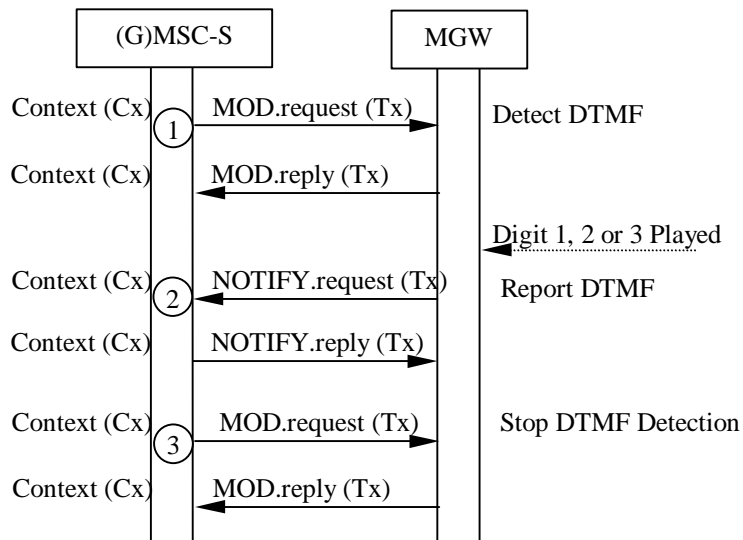 (G)MSC-S MGW
Context (Cx) 1 MOD.request (Tx) Detect DTMF
Context (Cx) MOD.reply (Tx)
Digit 1, 2 or 3 Played
Context (Cx) 2 NOTIFY.request (Tx) Report DTMF
Context (Cx) NOTIFY.reply (Tx)
Context (Cx) 3 MOD.request (Tx) Stop DTMF Detection
Context (Cx) MOD.reply (Tx)